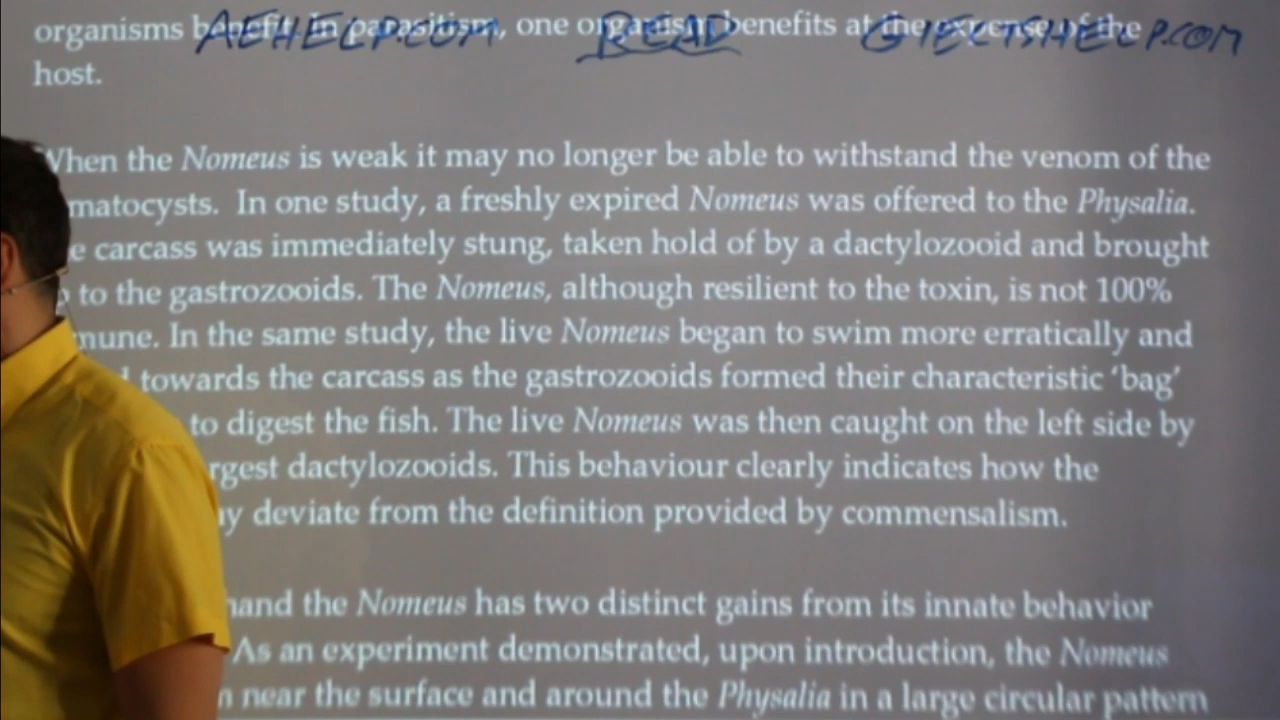 organisms benefit. In parasitism, one organism benefits at the expense of the
AEHELP.COM READ GIELTSHELP.COM
host.
When the Nomeus is weak it may no longer be able to withstand the venom of the
matocysts. In one study, a freshly expired Nomeus was offered to the Physalia.
e carcass was immediately stung, taken hold of by a dactylozooid and brought
to the gastrozooids. The Nomeus, although resilient to the toxin, is not 100%
mune. In the same study, the live Nomeus began to swim more erratically and
towards the carcass as the gastrozooids formed their characteristic ‘bag’
to digest the fish. The live Nomeus was then caught on the left side by
rgest dactylozooids. This behaviour clearly indicates how the
y deviate from the definition provided by commensalism.
hand the Nomeus has two distinct gains from its innate behavior
As an experiment demonstrated, upon introduction, the Nomeus
near the surface and around the Physalia in a large circular pattern